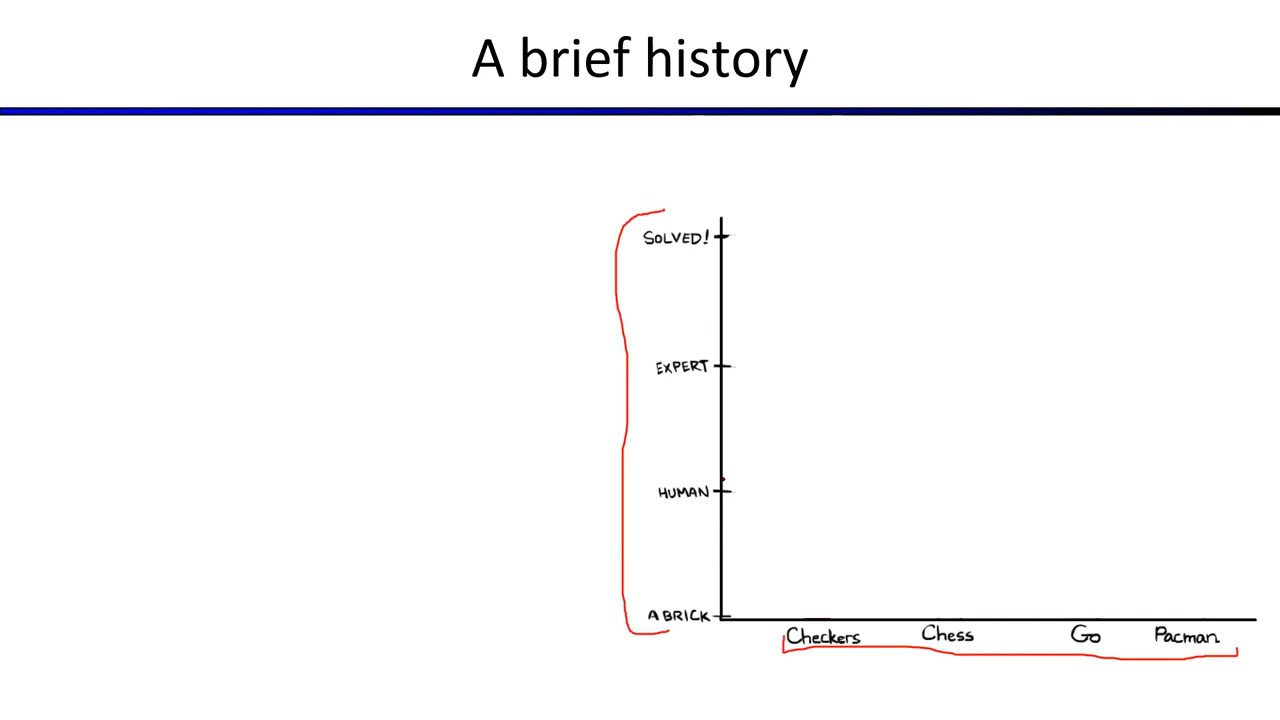 A brief history
SOLVED!
EXPERT
HUMAN
A BRICK
Checkers Chess Go Pacman